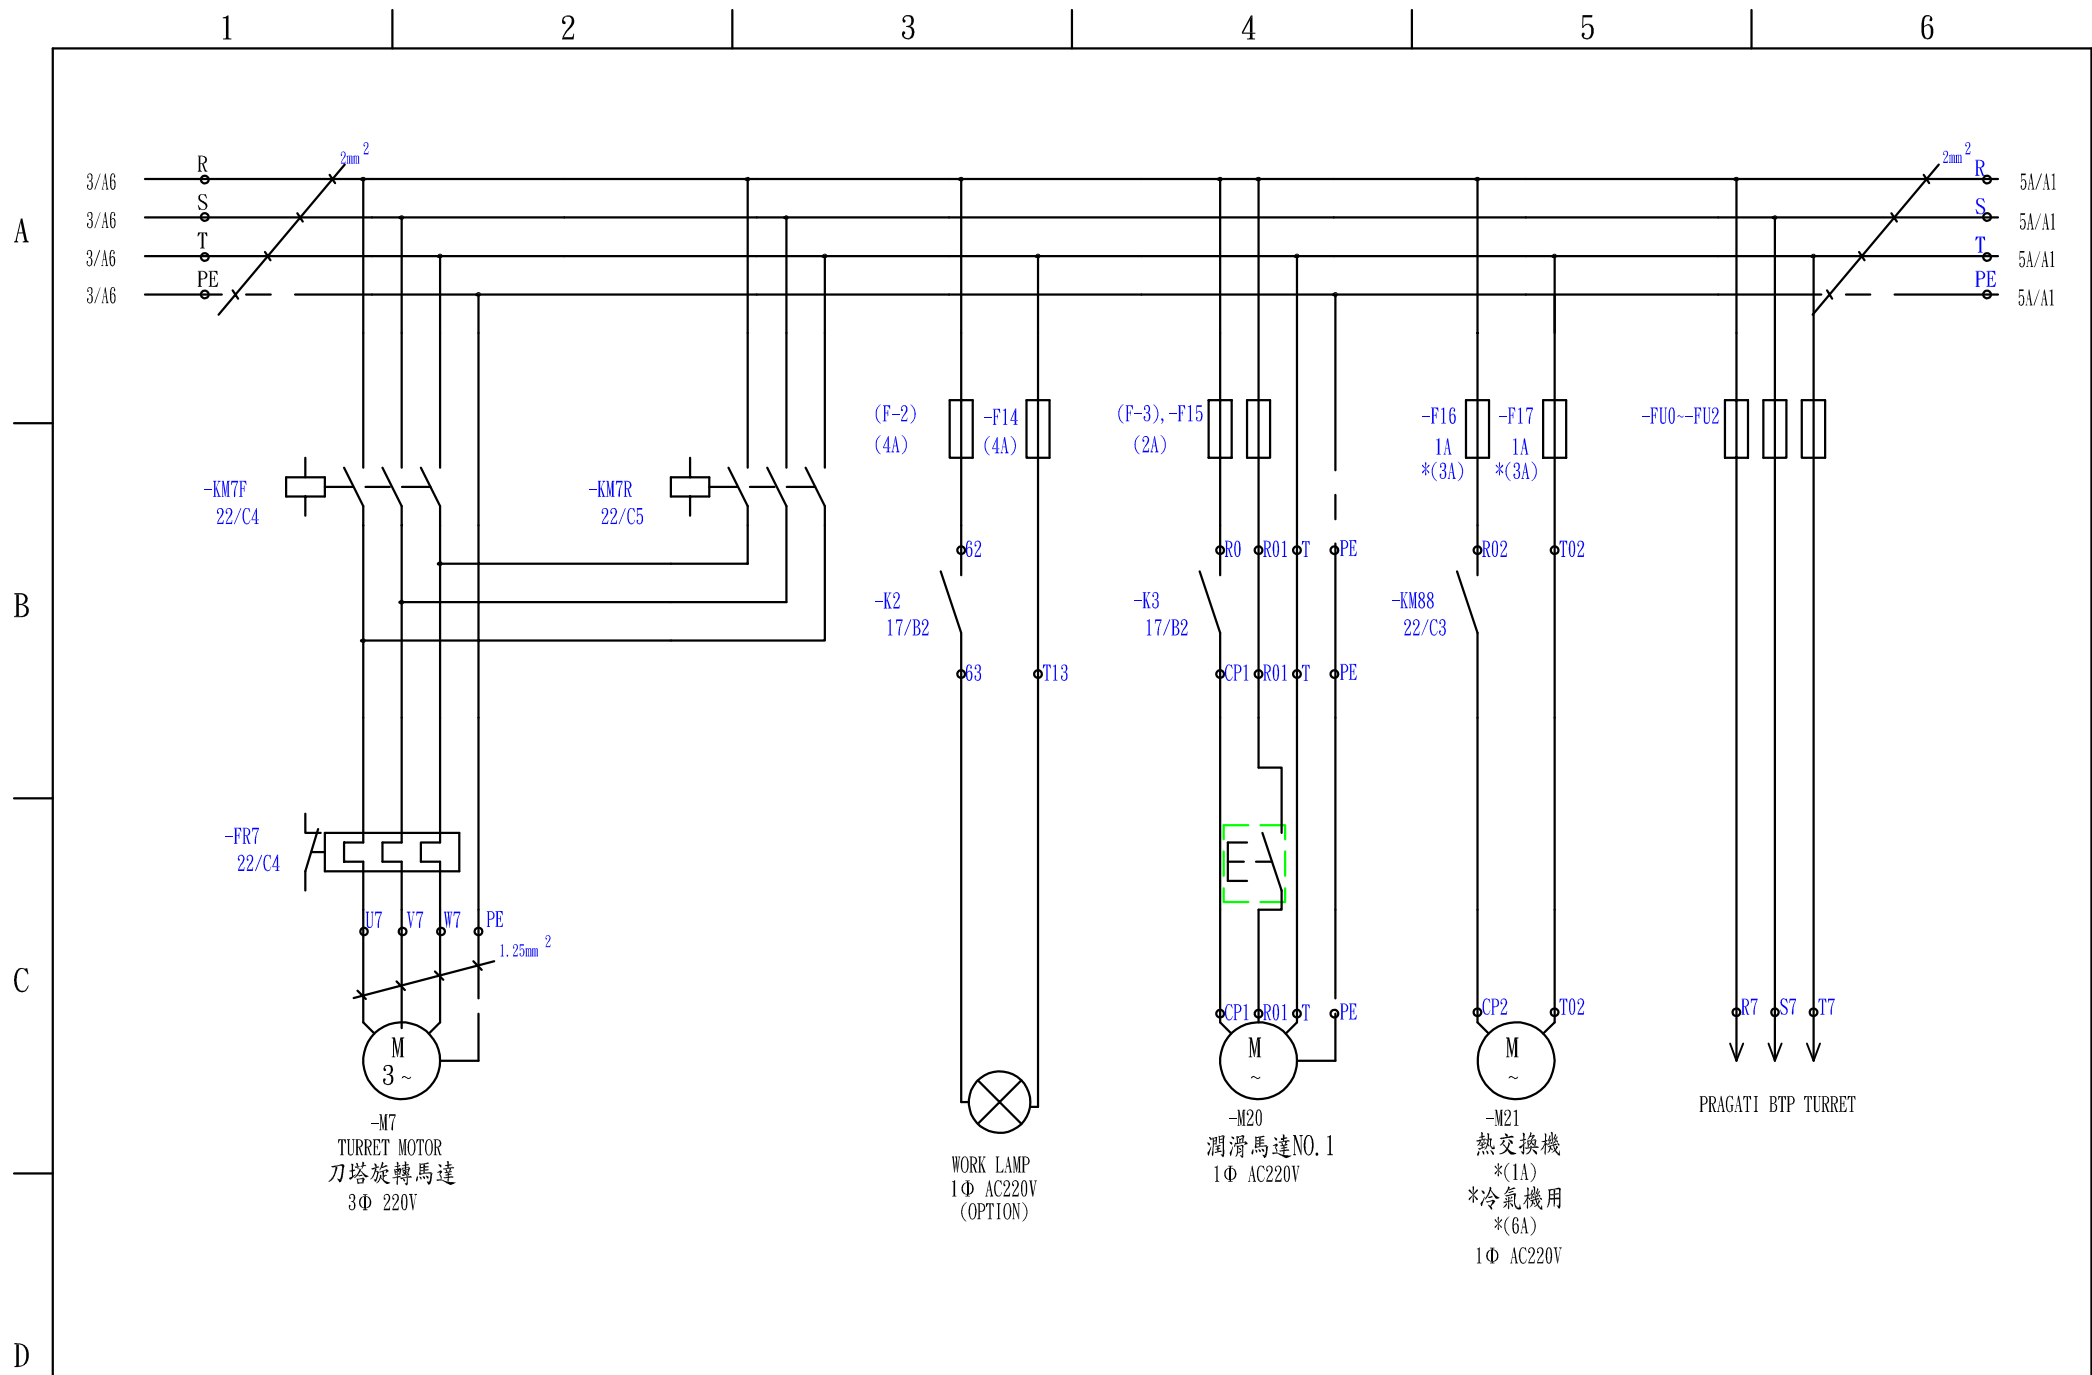 1 2 3 4 5 6
A
B
C
D
2mm 2
3/A6 R
3/A6 S
3/A6 T
3/A6 PE
2mm 2
R 5A/A1
S 5A/A1
T 5A/A1
PE 5A/A1
-KM7F
22/C4
-KM7R
22/C5
(F-2)
(4A)
-F14
(4A)
(F-3),-F15
(2A)
-F16
1A
*(3A)
-F17
1A
*(3A)
-FU0~-FU2
62
R0 R01 T PE
R02 T02
-K2
17/B2
-K3
17/B2
-KM88
22/C3
63 T13
CP1 R01 T PE
-FR7
22/C4
U7 V7 W7 PE
1.25mm 2
CP1 R01 T PE
CP2 T02
R7 S7 T7
M
3 ~
-M7
TURRET MOTOR
刀塔旋轉馬達
3Φ 220V
WORK LAMP
1Φ AC220V
(OPTION)
M
~
-M20
潤滑馬達NO.1
1Φ AC220V
M
~
-M21
熱交換機
*(1A)
*冷氣機用
*(6A)
1Φ AC220V
PRAGATI BTP TURRET